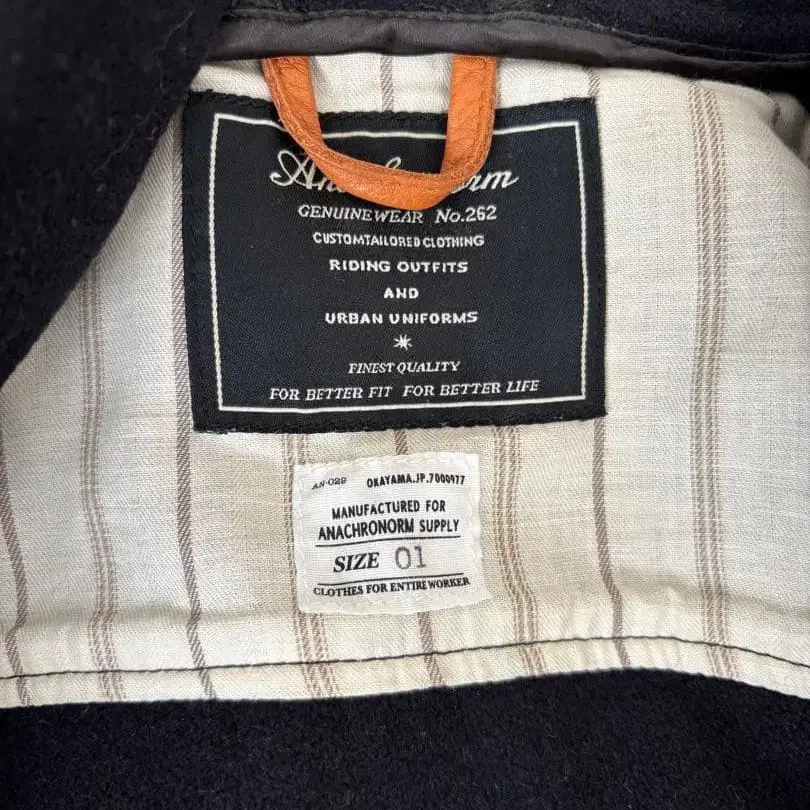 GENUINEWEAR No.262
CUSTOMTAILORED CLOTHING
RIDING OUTFITS
AND
URBAN UNIFORMS
FINEST QUALITY
FOR BETTER FIT FOR BETTER LIFE
AN-029 OKAYAMA.JP.7000977
MANUFACTURED FOR
ANACHRONORM SUPPLY
SIZE 01
CLOTHES FOR ENTIRE WORKER